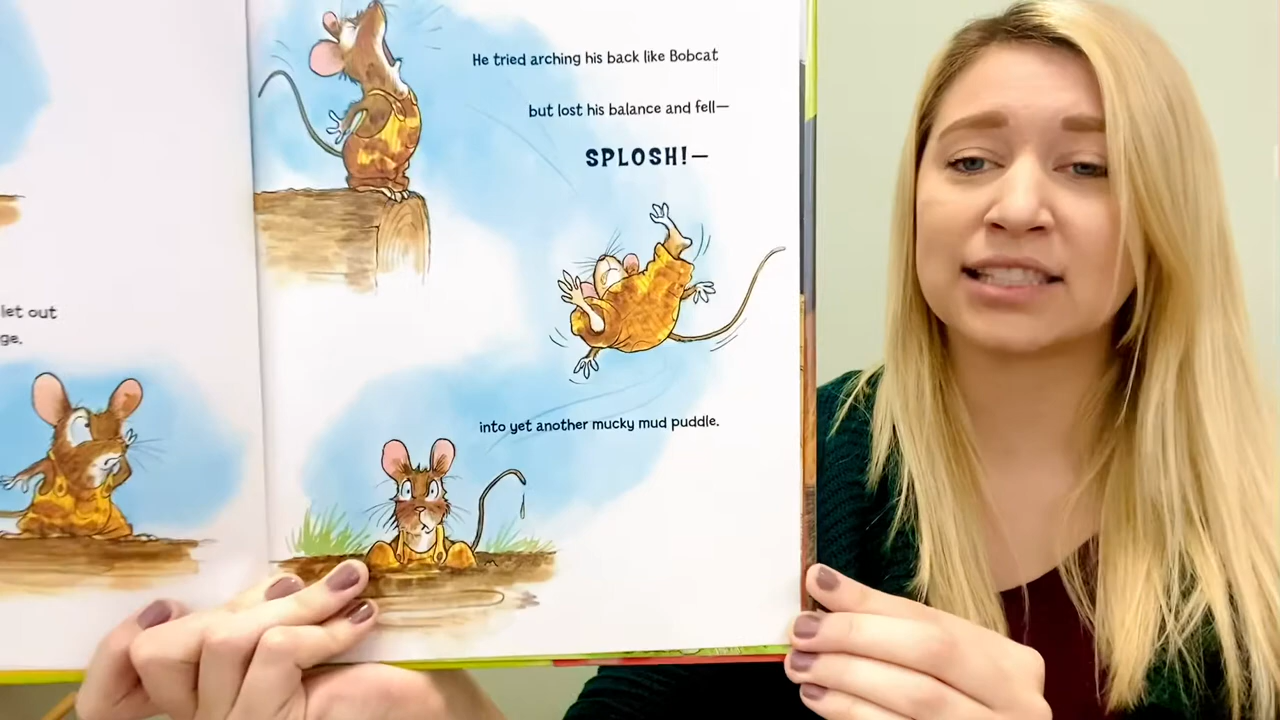 let out
ge.
He tried arching his back like Bobcat
but lost his balance and fell—
SPLOSH!—
into yet another mucky mud puddle.